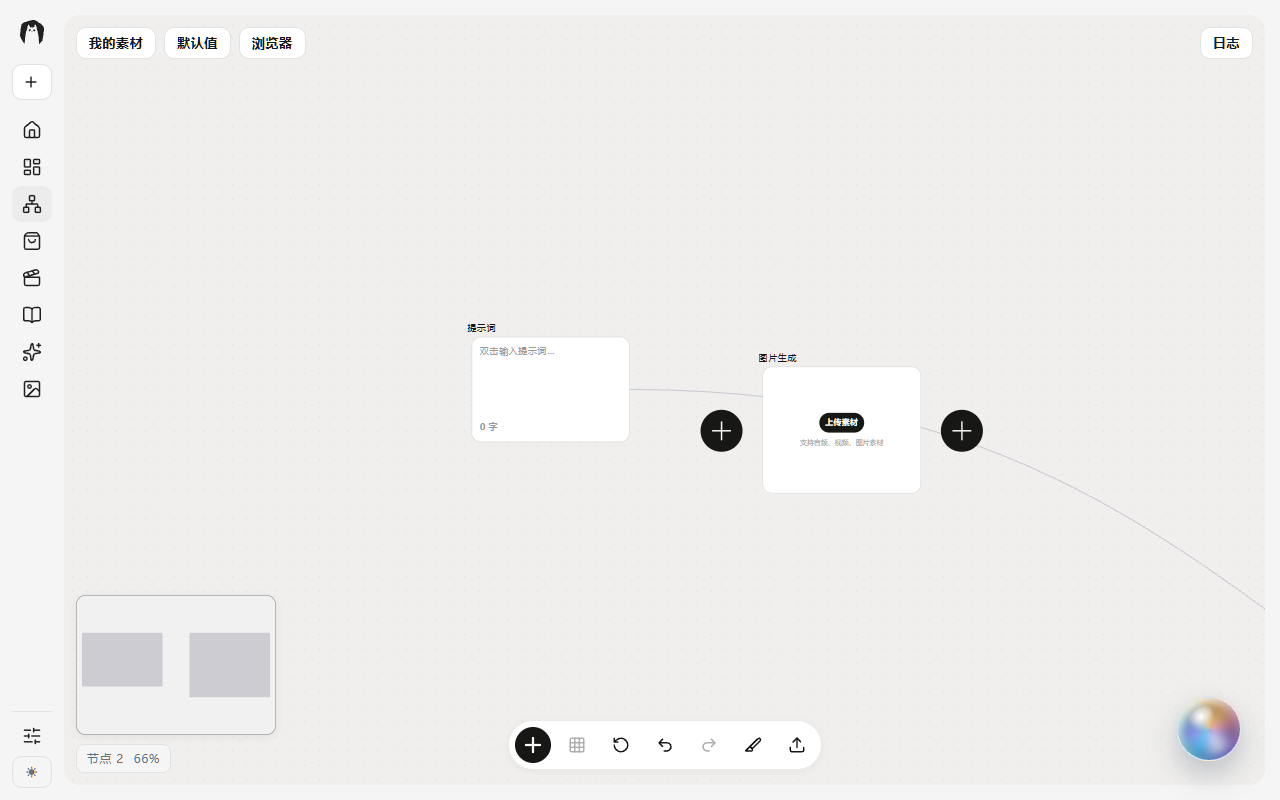 我的素材
默认值
浏览器
日志
提示词
双击输入提示词...
0 字
图片生成
上传素材
支持音频、视频、图片素材
节点 2 66%